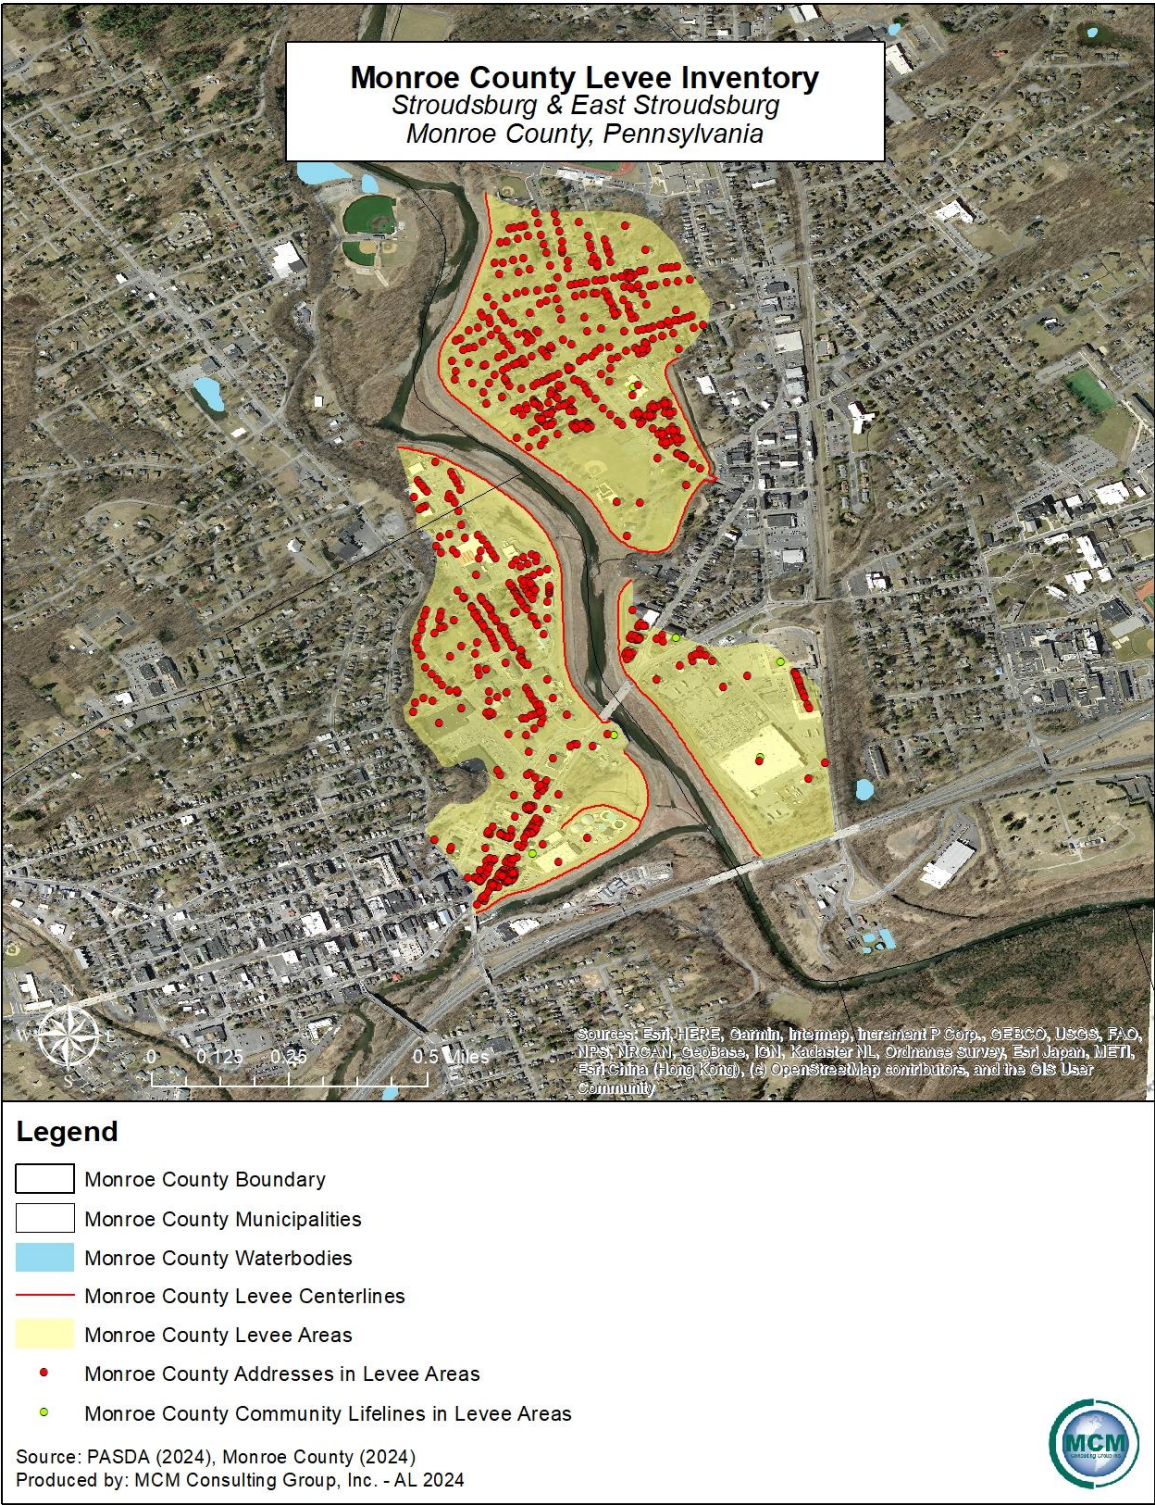 Monroe County Levee Inventory
Stroudsburg & East Stroudsburg
Monroe County, Pennsylvania
N
W E
S
0 0.125 0.25 0.5 Miles
Sources: Esri, HERE, Garmin, Intermap, increment P Corp., GEBCO, USGS, FAO,
NPS, NRCAN, GeoBase, IGN, Kadaster NL, Ordnance Survey, Esri Japan, METI,
Esri China (Hong Kong), (c) OpenStreetMap contributors, and the GIS User
Community
Legend
Monroe County Boundary
Monroe County Municipalities
Monroe County Waterbodies
Monroe County Levee Centerlines
Monroe County Levee Areas
Monroe County Addresses in Levee Areas
Monroe County Community Lifelines in Levee Areas
Source: PASDA (2024), Monroe County (2024)
Produced by: MCM Consulting Group, Inc. - AL 2024
MCM
Consulting Group, Inc.